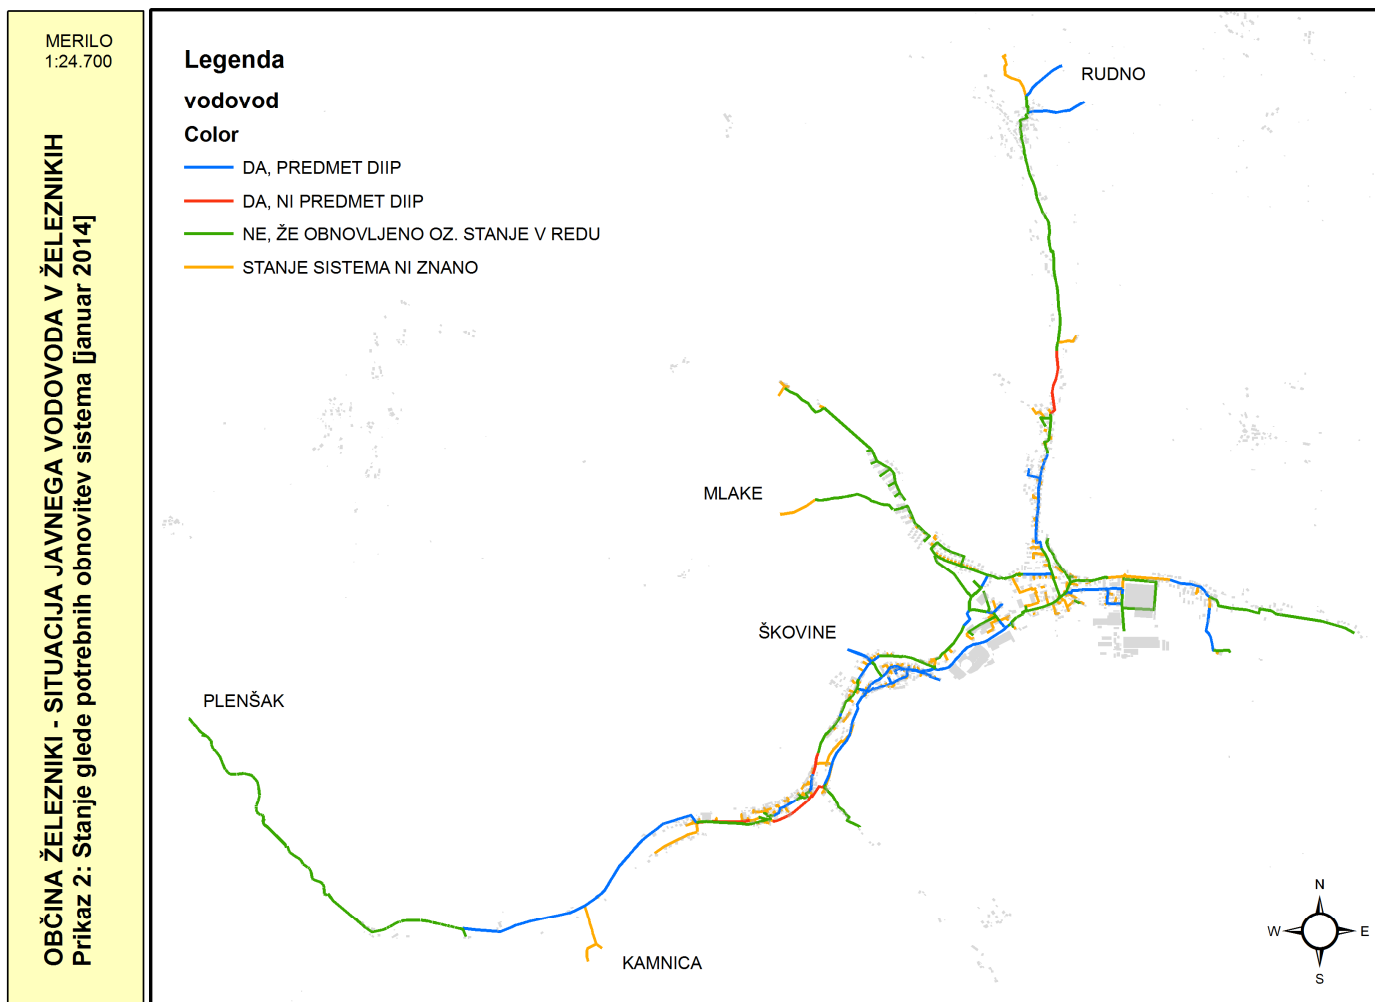 MERILO
1:24.700
OBČINA ŽELEZNIKI - SITUACIJA JAVNEGA VODOVODA V ŽELEZNIKIH
Prikaz 2: Stanje glede potrebnih obnovitev sistema [januar 2014]
Legenda
vodovod
Color
DA, PREDMET DIIP
DA, NI PREDMET DIIP
NE, ŽE OBNOVLJENO OZ. STANJE V REDU
STANJE SISTEMA NI ZNANO
RUDNO
MLAKE
ŠKOVINE
PLENŠAK
KAMNICA
N
W E
S